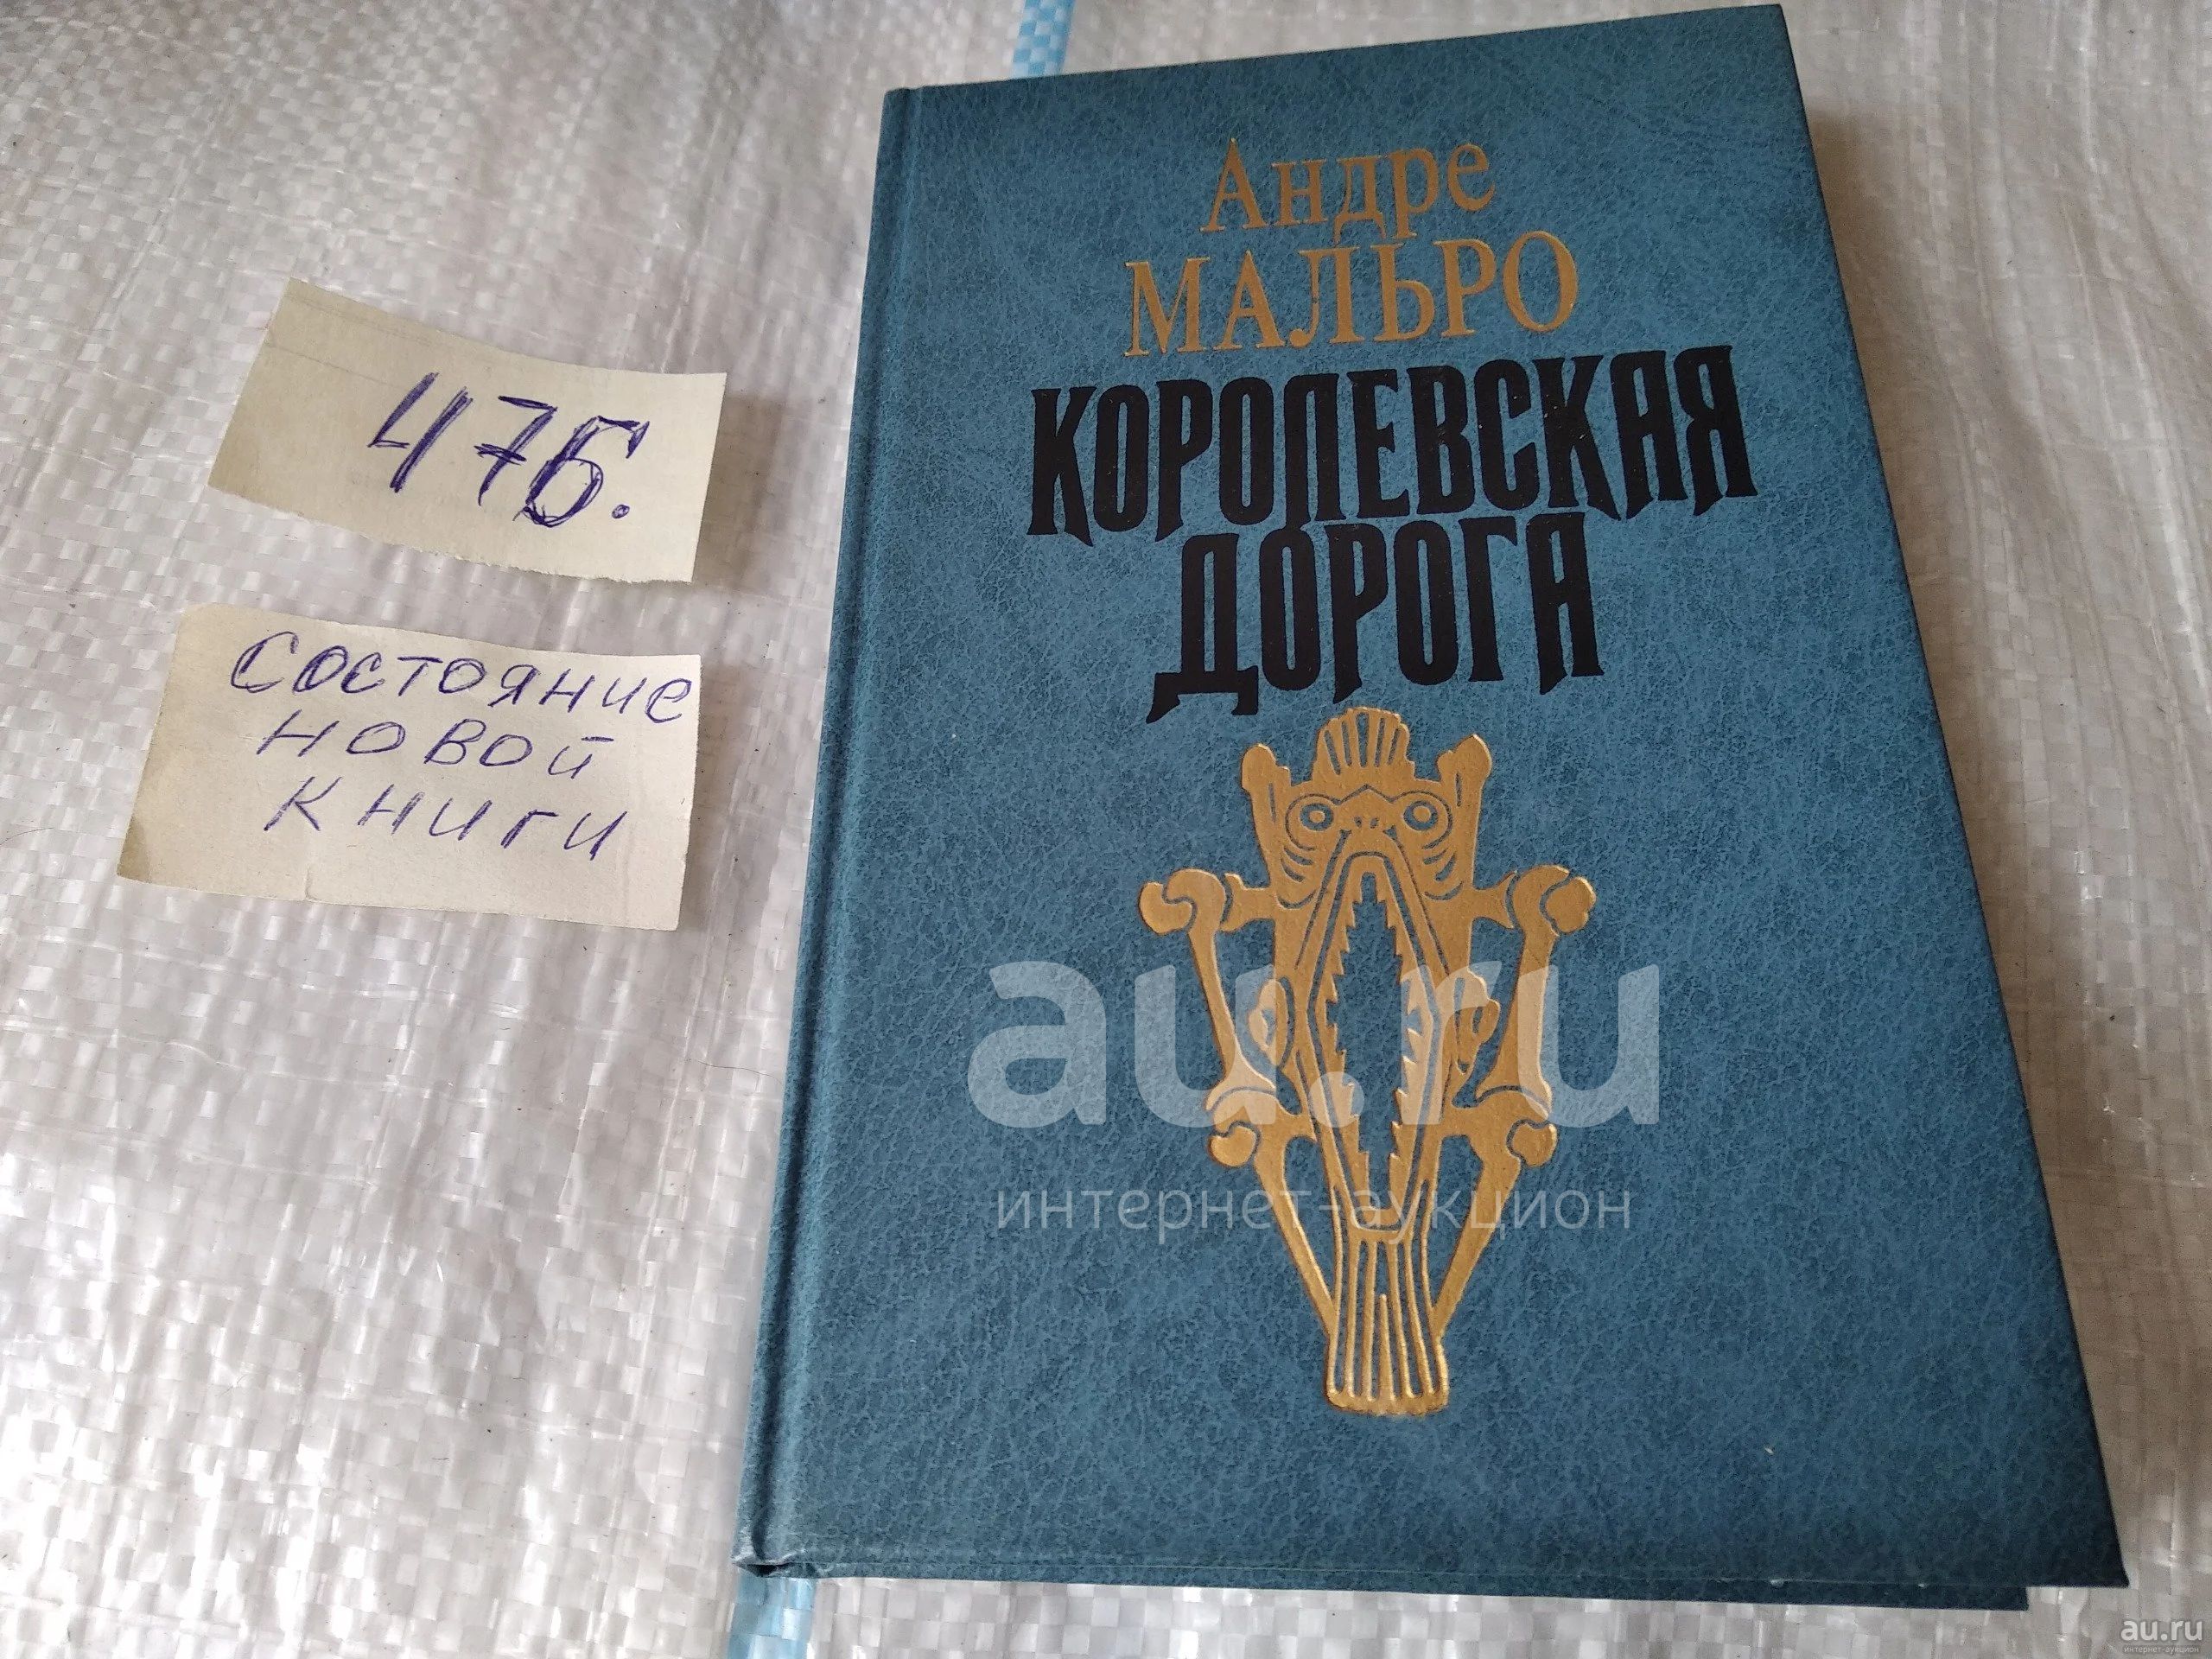 476.
Состояние
новой
книги
Андре
МАЛЬРО
КОРОЛЕВСКАЯ
ДОРОГА
au.ru
интернет-аукцион
au.ru
интернет-аукцион